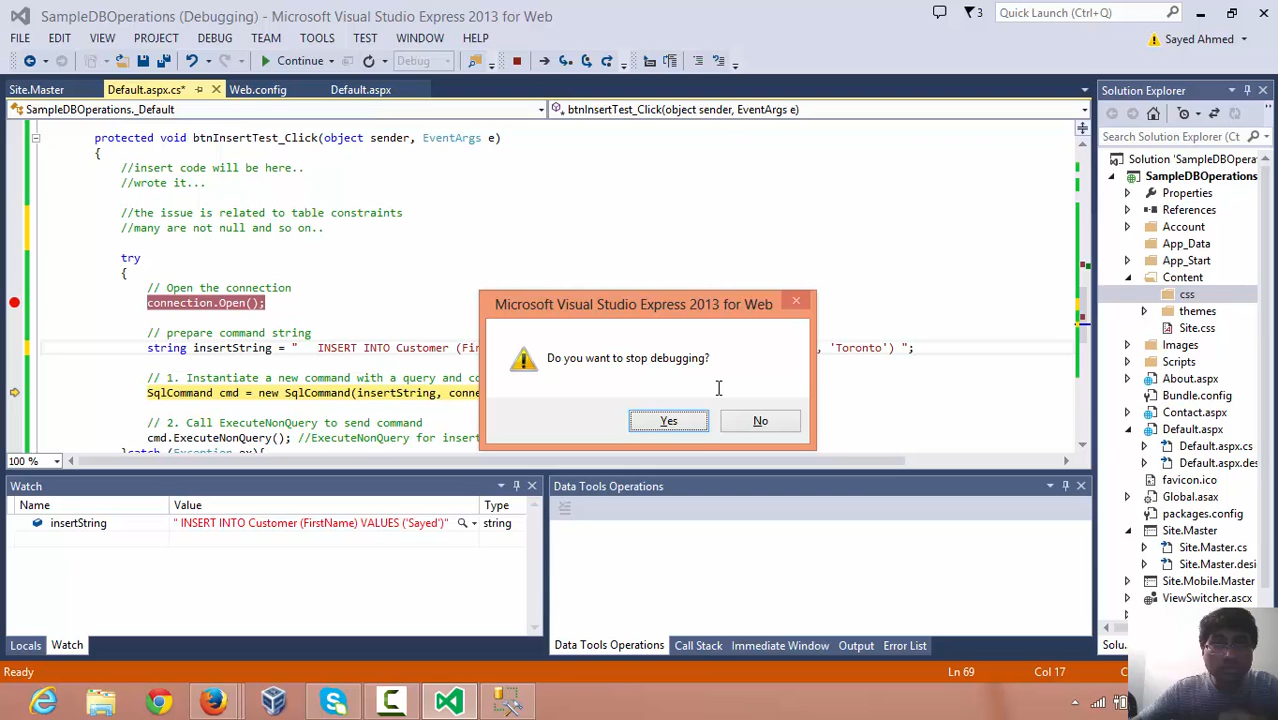 SampleDBOperations (Debugging) - Microsoft Visual Studio Express 2013 for Web
3
Quick Launch (Ctrl+Q)
FILE EDIT VIEW PROJECT DEBUG TEAM TOOLS TEST WINDOW HELP
Sayed Ahmed
Continue
Debug
Site.Master
Default.aspx.cs*
Web.config
Default.aspx
SampleDBOperations._Default
btnInsertTest_Click(object sender, EventArgs e)
protected void btnInsertTest_Click(object sender, EventArgs e)
{
//insert code will be here..
//wrote it...
//the issue is related to table constraints
//many are not null and so on..
try
{
// Open the connection
connection.Open();
// prepare command string
string insertString = " INSERT INTO Customer (Fir , 'Toronto') ";
// 1. Instantiate a new command with a query and co
SqlCommand cmd = new SqlCommand(insertString, conne
// 2. Call ExecuteNonQuery to send command
cmd.ExecuteNonQuery(); //ExecuteNonQuery for insert
}catch (Exception ex){
100 %
Microsoft Visual Studio Express 2013 for Web
Do you want to stop debugging?
Yes
No
Watch
Name Value Type
insertString " INSERT INTO Customer (FirstName) VALUES ('Sayed')" string
Locals
Watch
Data Tools Operations
Data Tools Operations
Call Stack
Immediate Window
Output
Error List
Solution Explorer
Search Solution Explorer (Ct
Solution 'SampleDBOpera
SampleDBOperations
Properties
References
Account
App_Data
App_Start
Content
css
themes
Site.css
Images
Scripts
About.aspx
Bundle.config
Contact.aspx
Default.aspx
Default.aspx.cs
Default.aspx.des
favicon.ico
Global.asax
packages.config
Site.Master
Site.Master.cs
Site.Master.desi
Site.Mobile.Master
ViewSwitcher.ascx
Solu...
Ready
Ln 69
Col 17